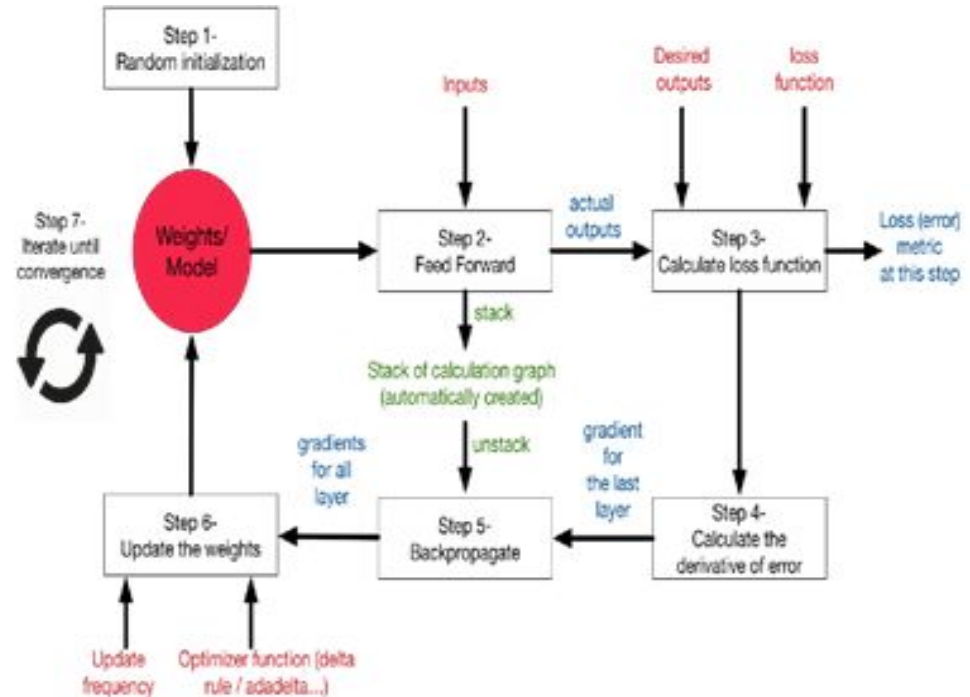 Step 1-
Random initialization
Inputs
Desired
outputs
loss
function
Step 7-
Iterate until
convergence
Weights/
Model
Step 2-
Feed Forward
actual
outputs
Step 3-
Calculate loss function
Loss (error)
metric
at this step
stack
Stack of calculation graph
(automatically created)
unstack
gradients
for all
layer
gradient
for
the last
layer
Step 6-
Update the weights
Step 5-
Backpropagate
Step 4-
Calculate the
derivative of error
Update
frequency
Optimizer function (delta
rule / adadelta...)